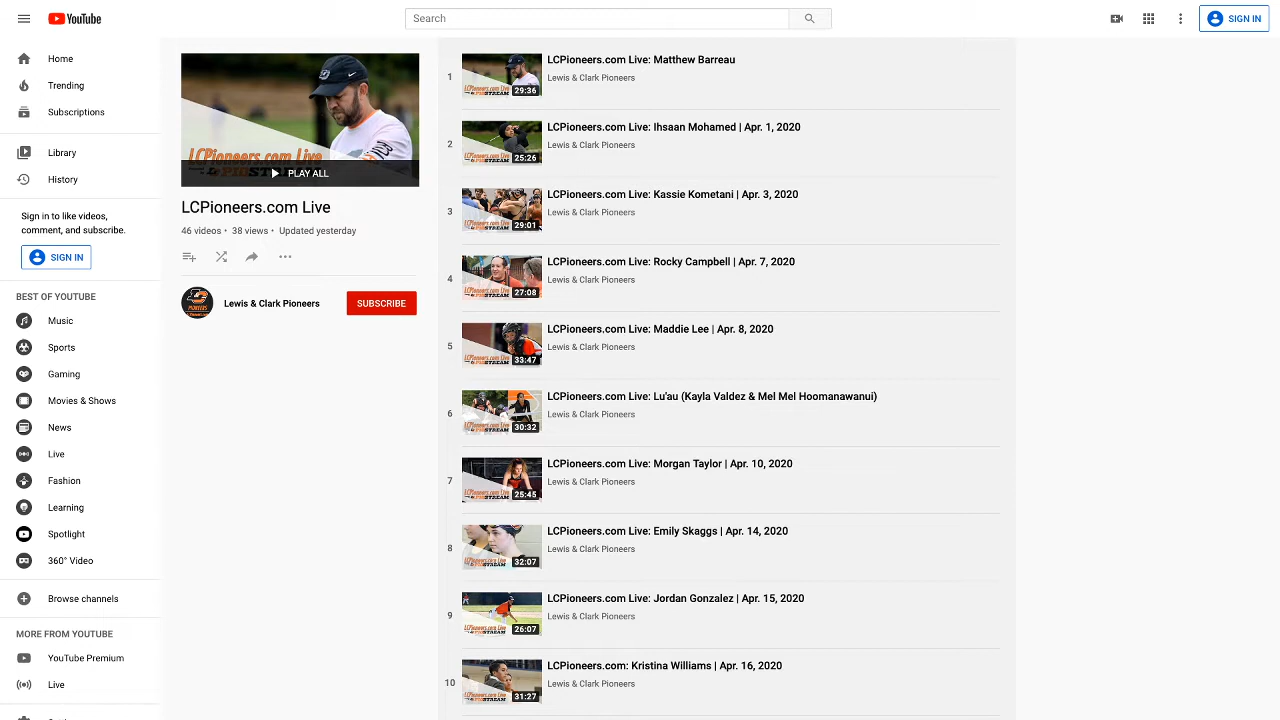 YouTube
Search
SIGN IN
Home
Trending
Subscriptions
Library
History
Sign in to like videos,
comment, and subscribe.
SIGN IN
BEST OF YOUTUBE
Music
Sports
Gaming
Movies & Shows
News
Live
Fashion
Learning
Spotlight
360° Video
Browse channels
MORE FROM YOUTUBE
YouTube Premium
Live
LCPioneers.com Live
PLAY ALL
LCPioneers.com Live
46 videos • 38 views • Updated yesterday
PIONEERS
Lewis & Clark Pioneers
SUBSCRIBE
1
29:36
LCPioneers.com Live: Matthew Barreau
Lewis & Clark Pioneers
2
25:26
LCPioneers.com Live: Ihsaan Mohamed | Apr. 1, 2020
Lewis & Clark Pioneers
3
29:01
LCPioneers.com Live: Kassie Kometani | Apr. 3, 2020
Lewis & Clark Pioneers
4
27:08
LCPioneers.com Live: Rocky Campbell | Apr. 7, 2020
Lewis & Clark Pioneers
5
33:47
LCPioneers.com Live: Maddie Lee | Apr. 8, 2020
Lewis & Clark Pioneers
6
30:32
LCPioneers.com Live: Lu'au (Kayla Valdez & Mel Mel Hoomanawanui)
Lewis & Clark Pioneers
7
25:45
LCPioneers.com Live: Morgan Taylor | Apr. 10, 2020
Lewis & Clark Pioneers
8
32:07
LCPioneers.com Live: Emily Skaggs | Apr. 14, 2020
Lewis & Clark Pioneers
9
26:07
LCPioneers.com Live: Jordan Gonzalez | Apr. 15, 2020
Lewis & Clark Pioneers
10
31:27
LCPioneers.com: Kristina Williams | Apr. 16, 2020
Lewis & Clark Pioneers